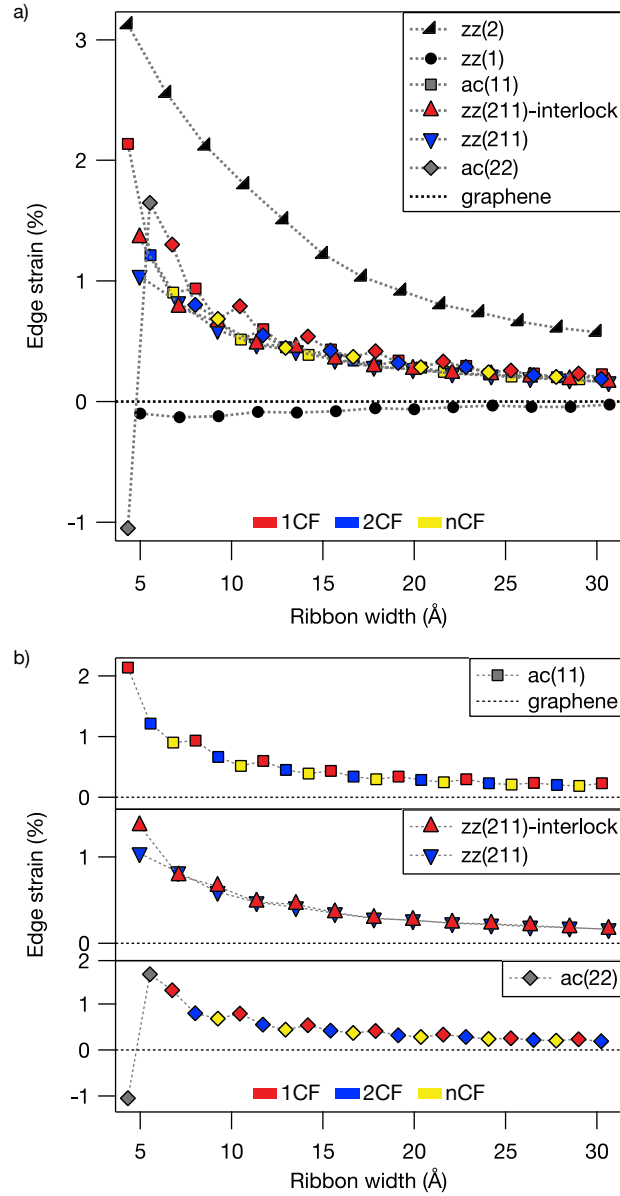 a)
3
2
1
0
-1
Edge strain (%)
zz(2)
zz(1)
ac(11)
zz(211)-interlock
zz(211)
ac(22)
graphene
1CF 2CF nCF
5 10 15 20 25 30
Ribbon width (Å)
b)
2
1
0
ac(11)
graphene
Edge strain (%)
1
0
zz(211)-interlock
zz(211)
2
1
0
-1
ac(22)
1CF 2CF nCF
5 10 15 20 25 30
Ribbon width (Å)